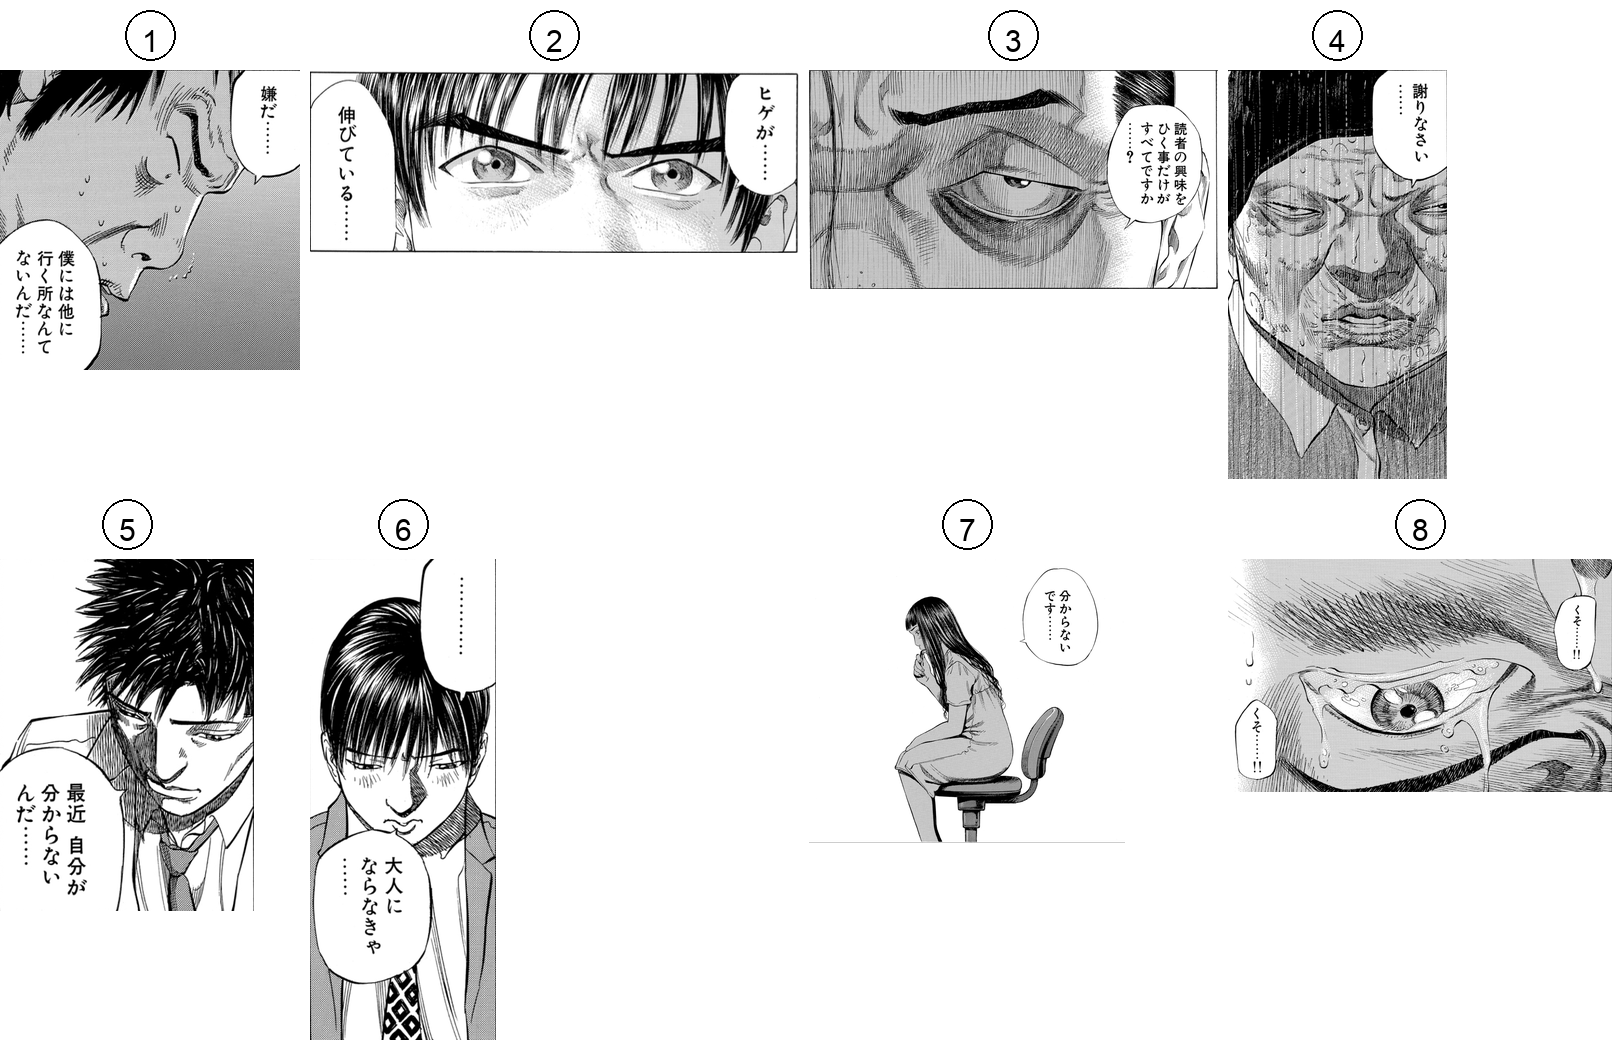 1
嫌だ……
僕には他に
行く所なんて
ないんだ……
2
ヒゲが……
伸びている……
3
読者の興味を
ひく事だけが
すべてですか
……?
4
謝りなさい
……
5
最近 自分が
分からない
んだ……
6
…………
大人に
ならなきゃ
……
7
分からない
です……
8
くそ……!!
くそ……!!